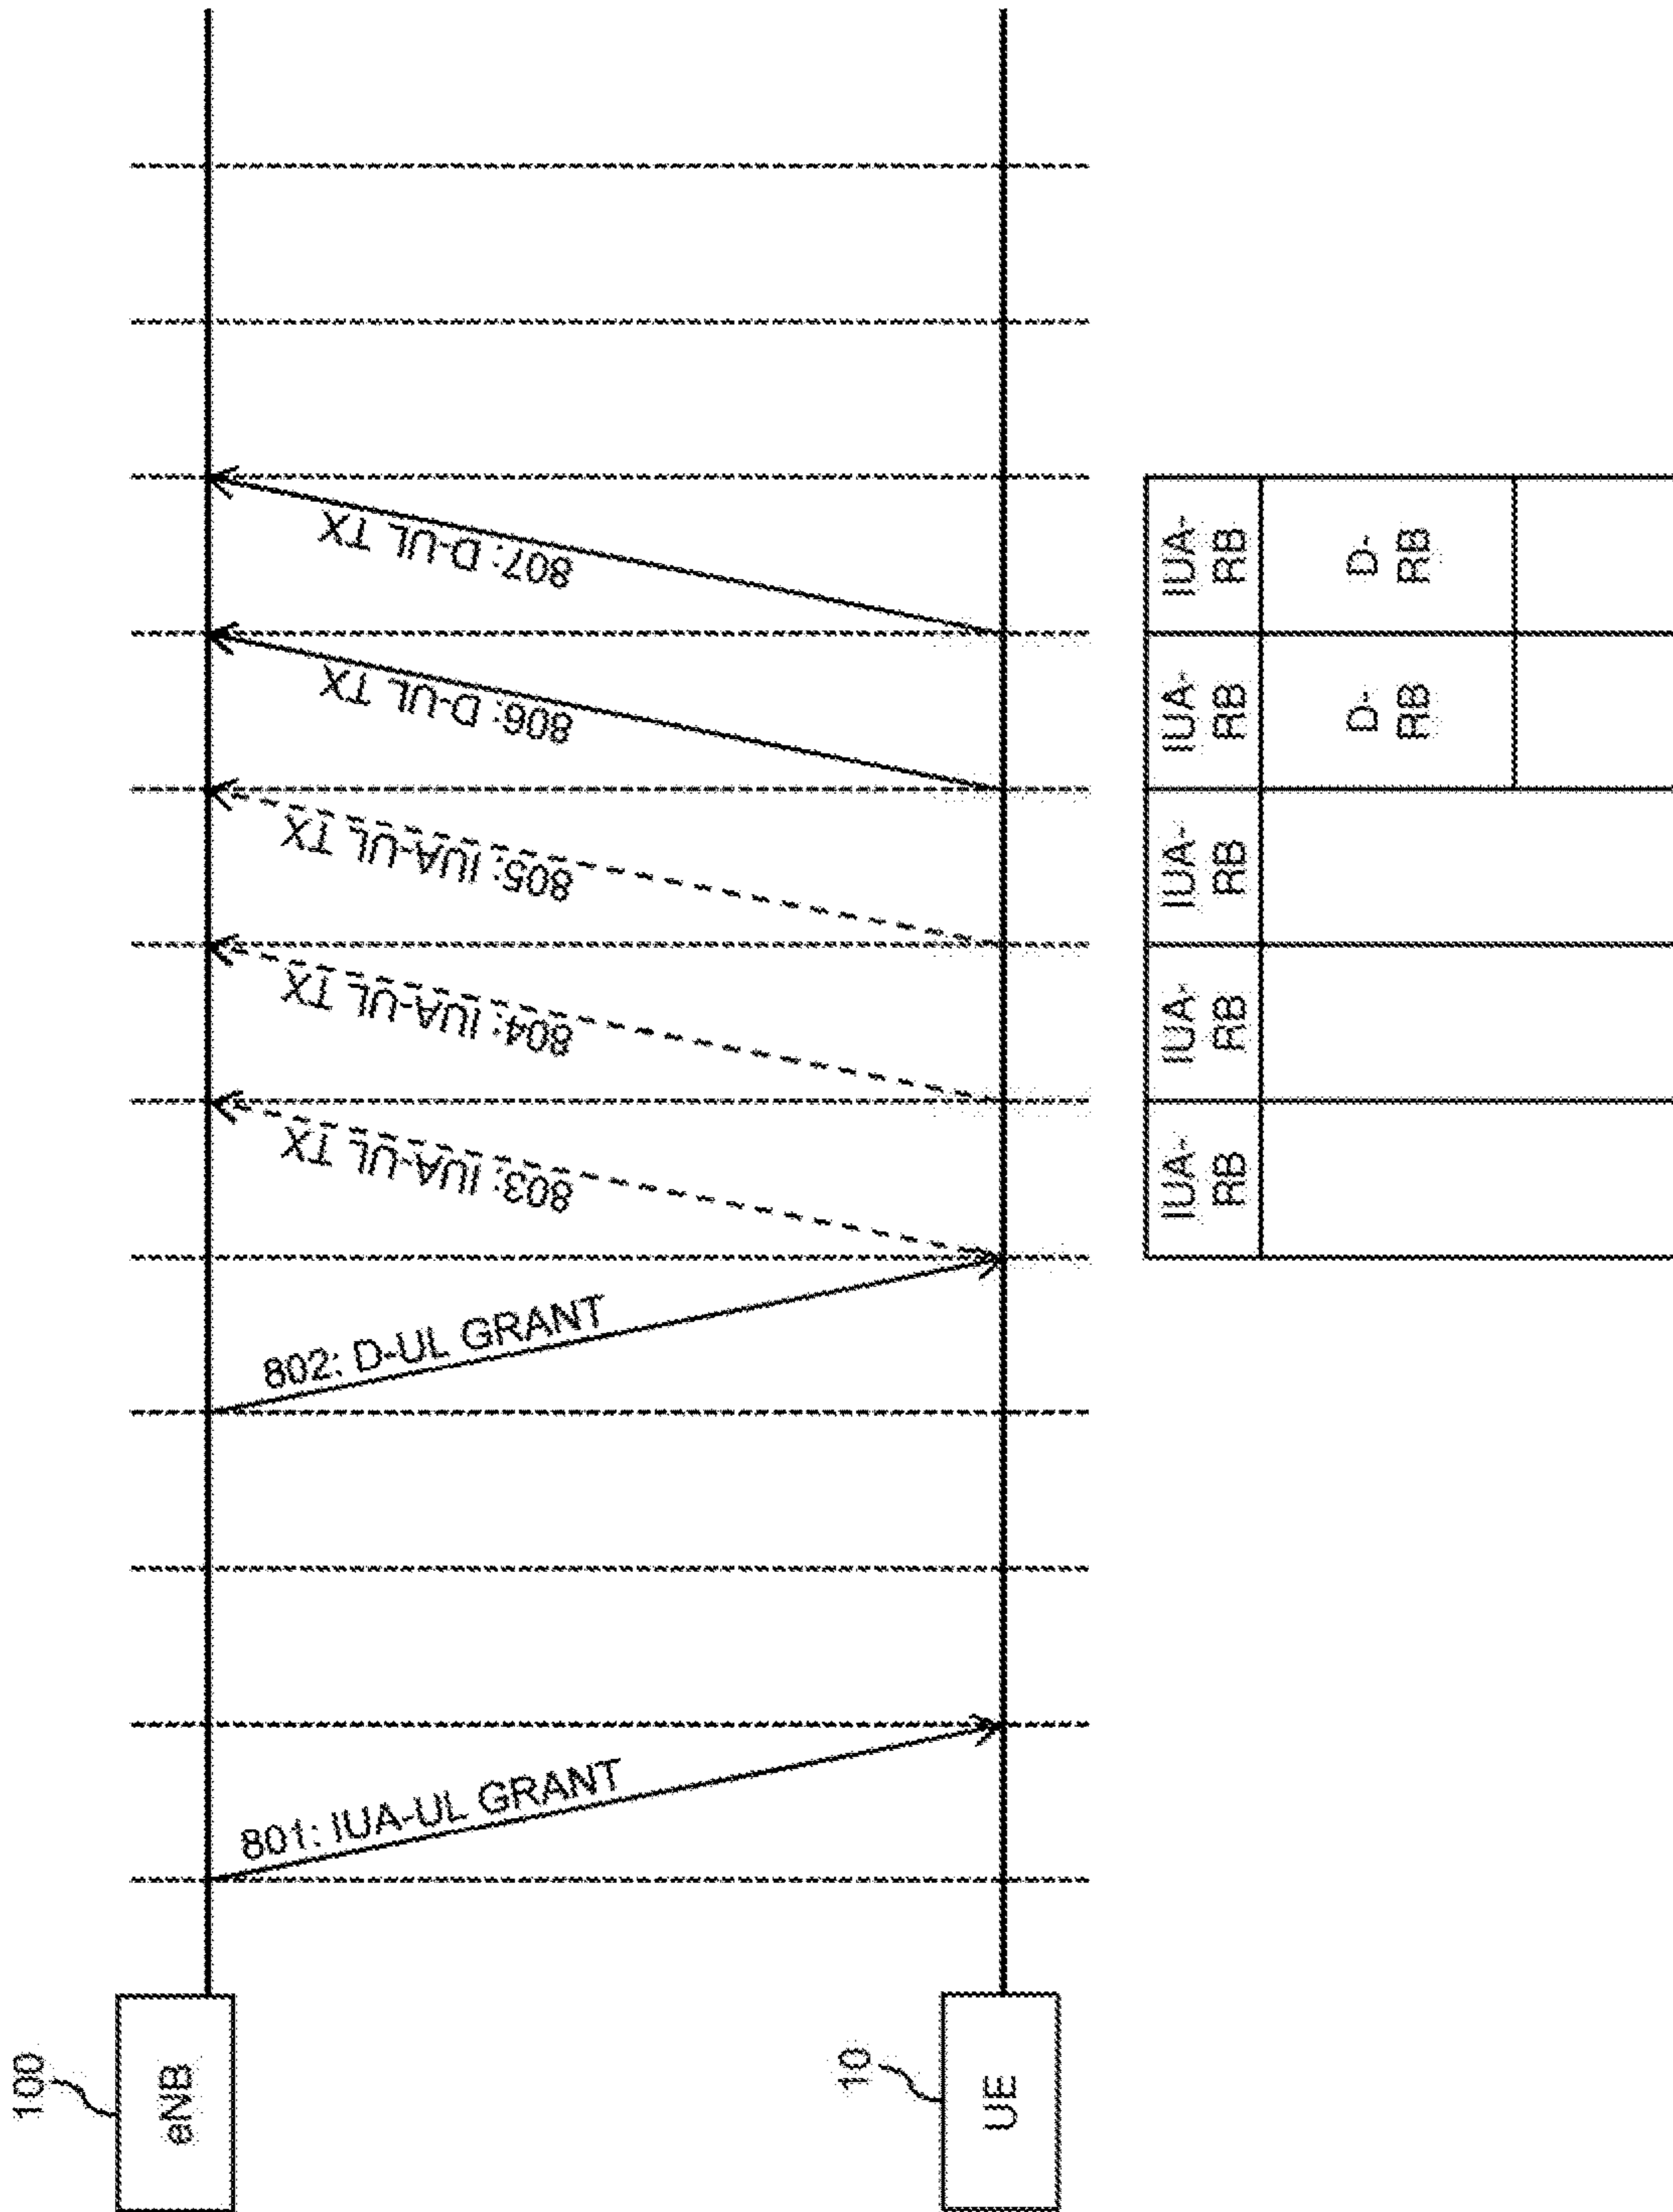 100
eNB
10
UE
801: IUA-UL GRANT
802: D-UL GRANT
803: IUA-UL TX
804: IUA-UL TX
805: IUA-UL TX
806: D-UL TX
807: D-UL TX
IUA-
RB
IUA-
RB
IUA-
RB
IUA-
RB
IUA-
RB
D-
RB
D-
RB